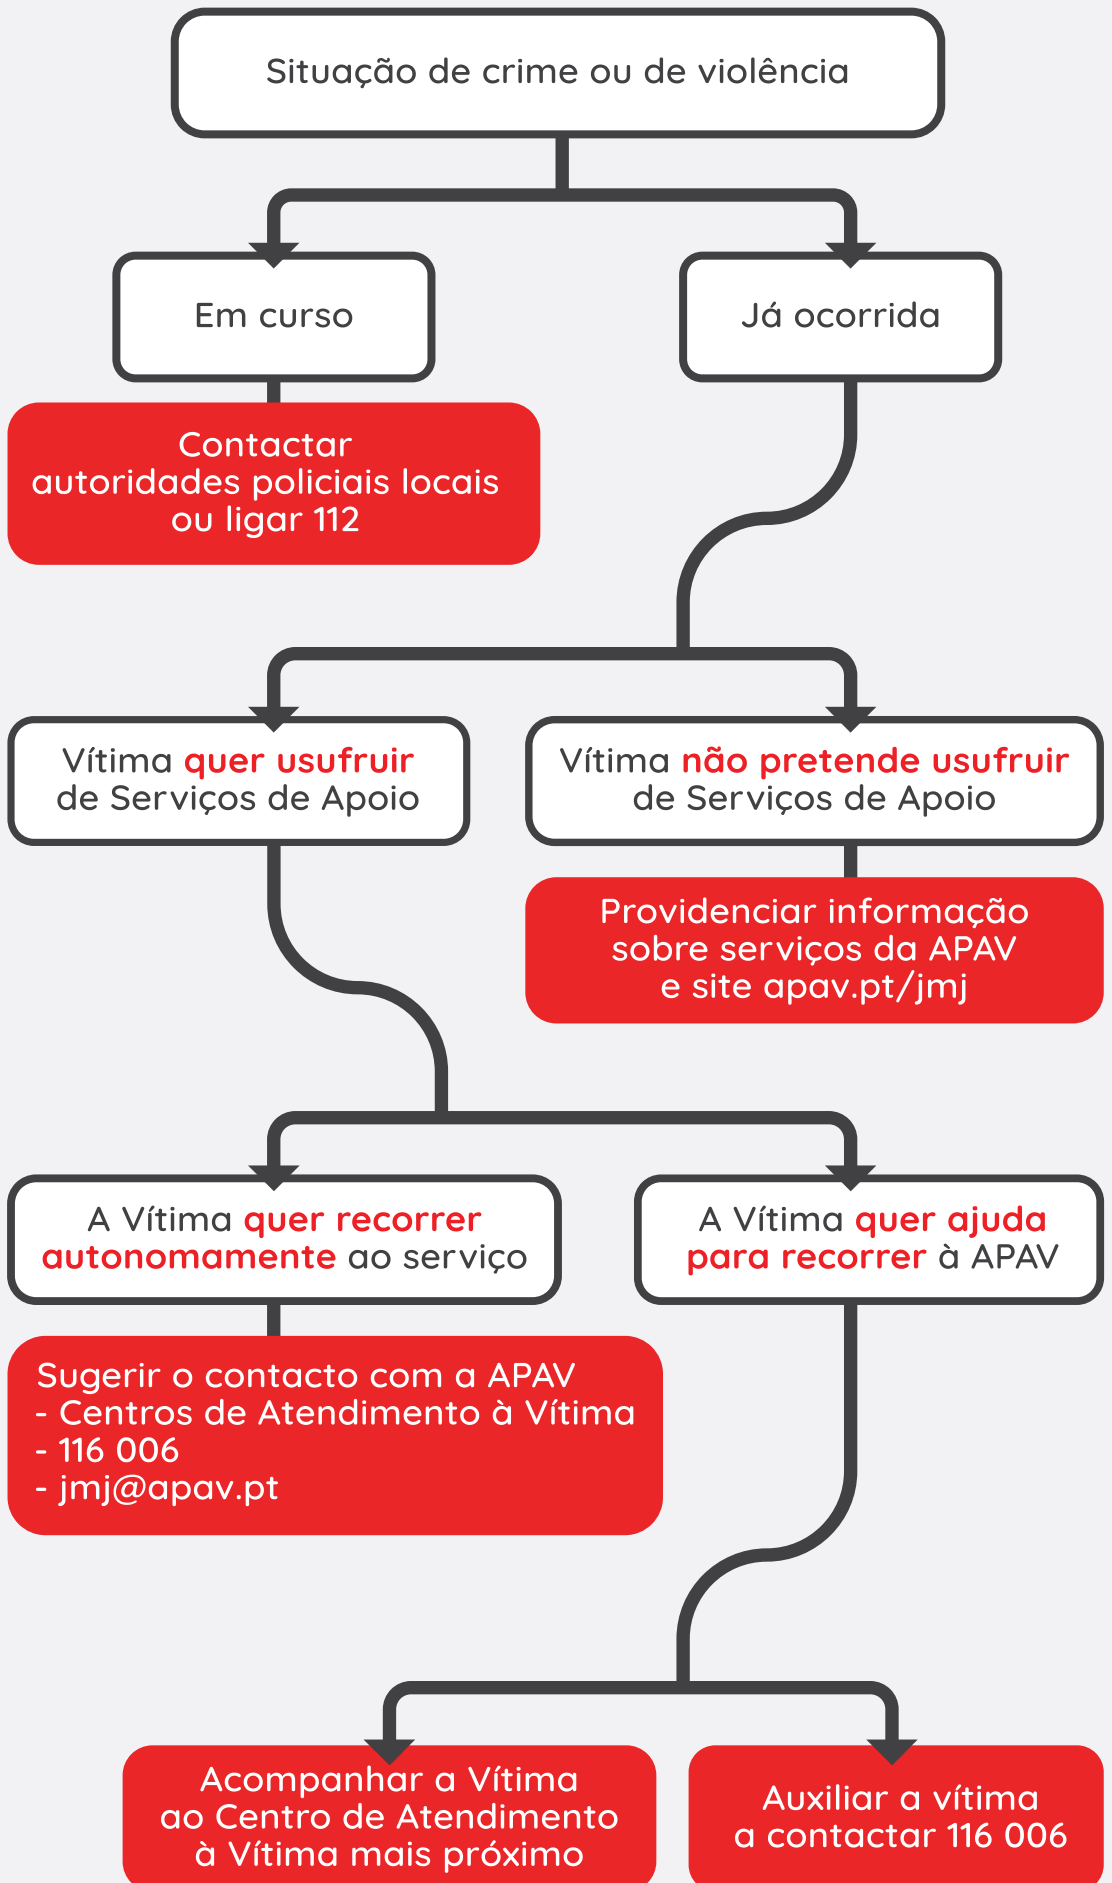 Situação de crime ou de violência
Em curso
Já ocorrida
Contactar
autoridades policiais locais
ou ligar 112
Vítima quer usufruir
de Serviços de Apoio
Vítima não pretende usufruir
de Serviços de Apoio
Providenciar informação
sobre serviços da APAV
e site apav.pt/jmj
A Vítima quer recorrer
autonomamente ao serviço
A Vítima quer ajuda
para recorrer à APAV
Sugerir o contacto com a APAV
- Centros de Atendimento à Vítima
- 116 006
- jmj@apav.pt
Acompanhar a Vítima
ao Centro de Atendimento
à Vítima mais próximo
Auxiliar a vítima
a contactar 116 006